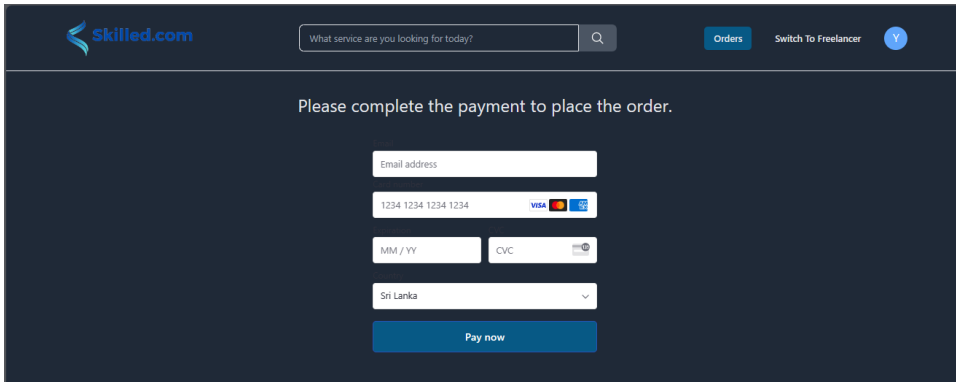 Skilled.com
What service are you looking for today?
Orders
Switch To Freelancer
Y
Please complete the payment to place the order.
Email address
1234 1234 1234 1234 VISA
MM / YY
CVC
Sri Lanka
Pay now